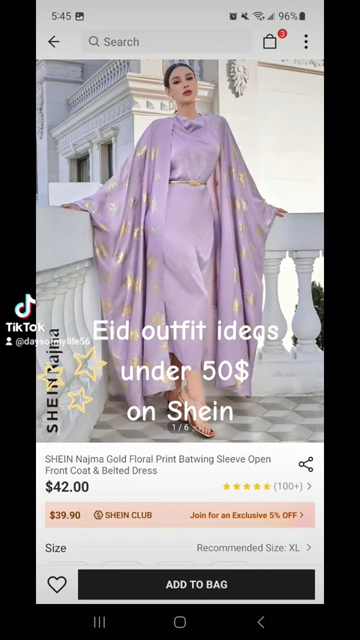 5:45
96%
Search
3
TikTok
@daysofmylife56
SHEIN Najma
Eid outfit ideas
under 50$
on Shein
1/6
SHEIN Najma Gold Floral Print Batwing Sleeve Open
Front Coat & Belted Dress
$42.00
(100+)
$39.90
SHEIN CLUB
Join for an Exclusive 5% OFF
Size
Recommended Size: XL
ADD TO BAG